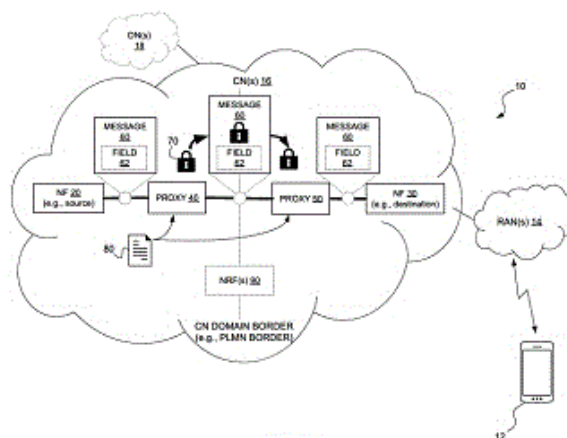 DN(s)
18
CN(s) 16
10
MESSAGE
60
FIELD
62
70
MESSAGE
60
FIELD
62
MESSAGE
60
FIELD
62
NF 20
(e.g., source)
PROXY 40
PROXY 50
NF 30
(e.g., destination)
RAN(s) 14
80
NRF(s) 90
CN DOMAIN BORDER
(e.g., PLMN BORDER)
12